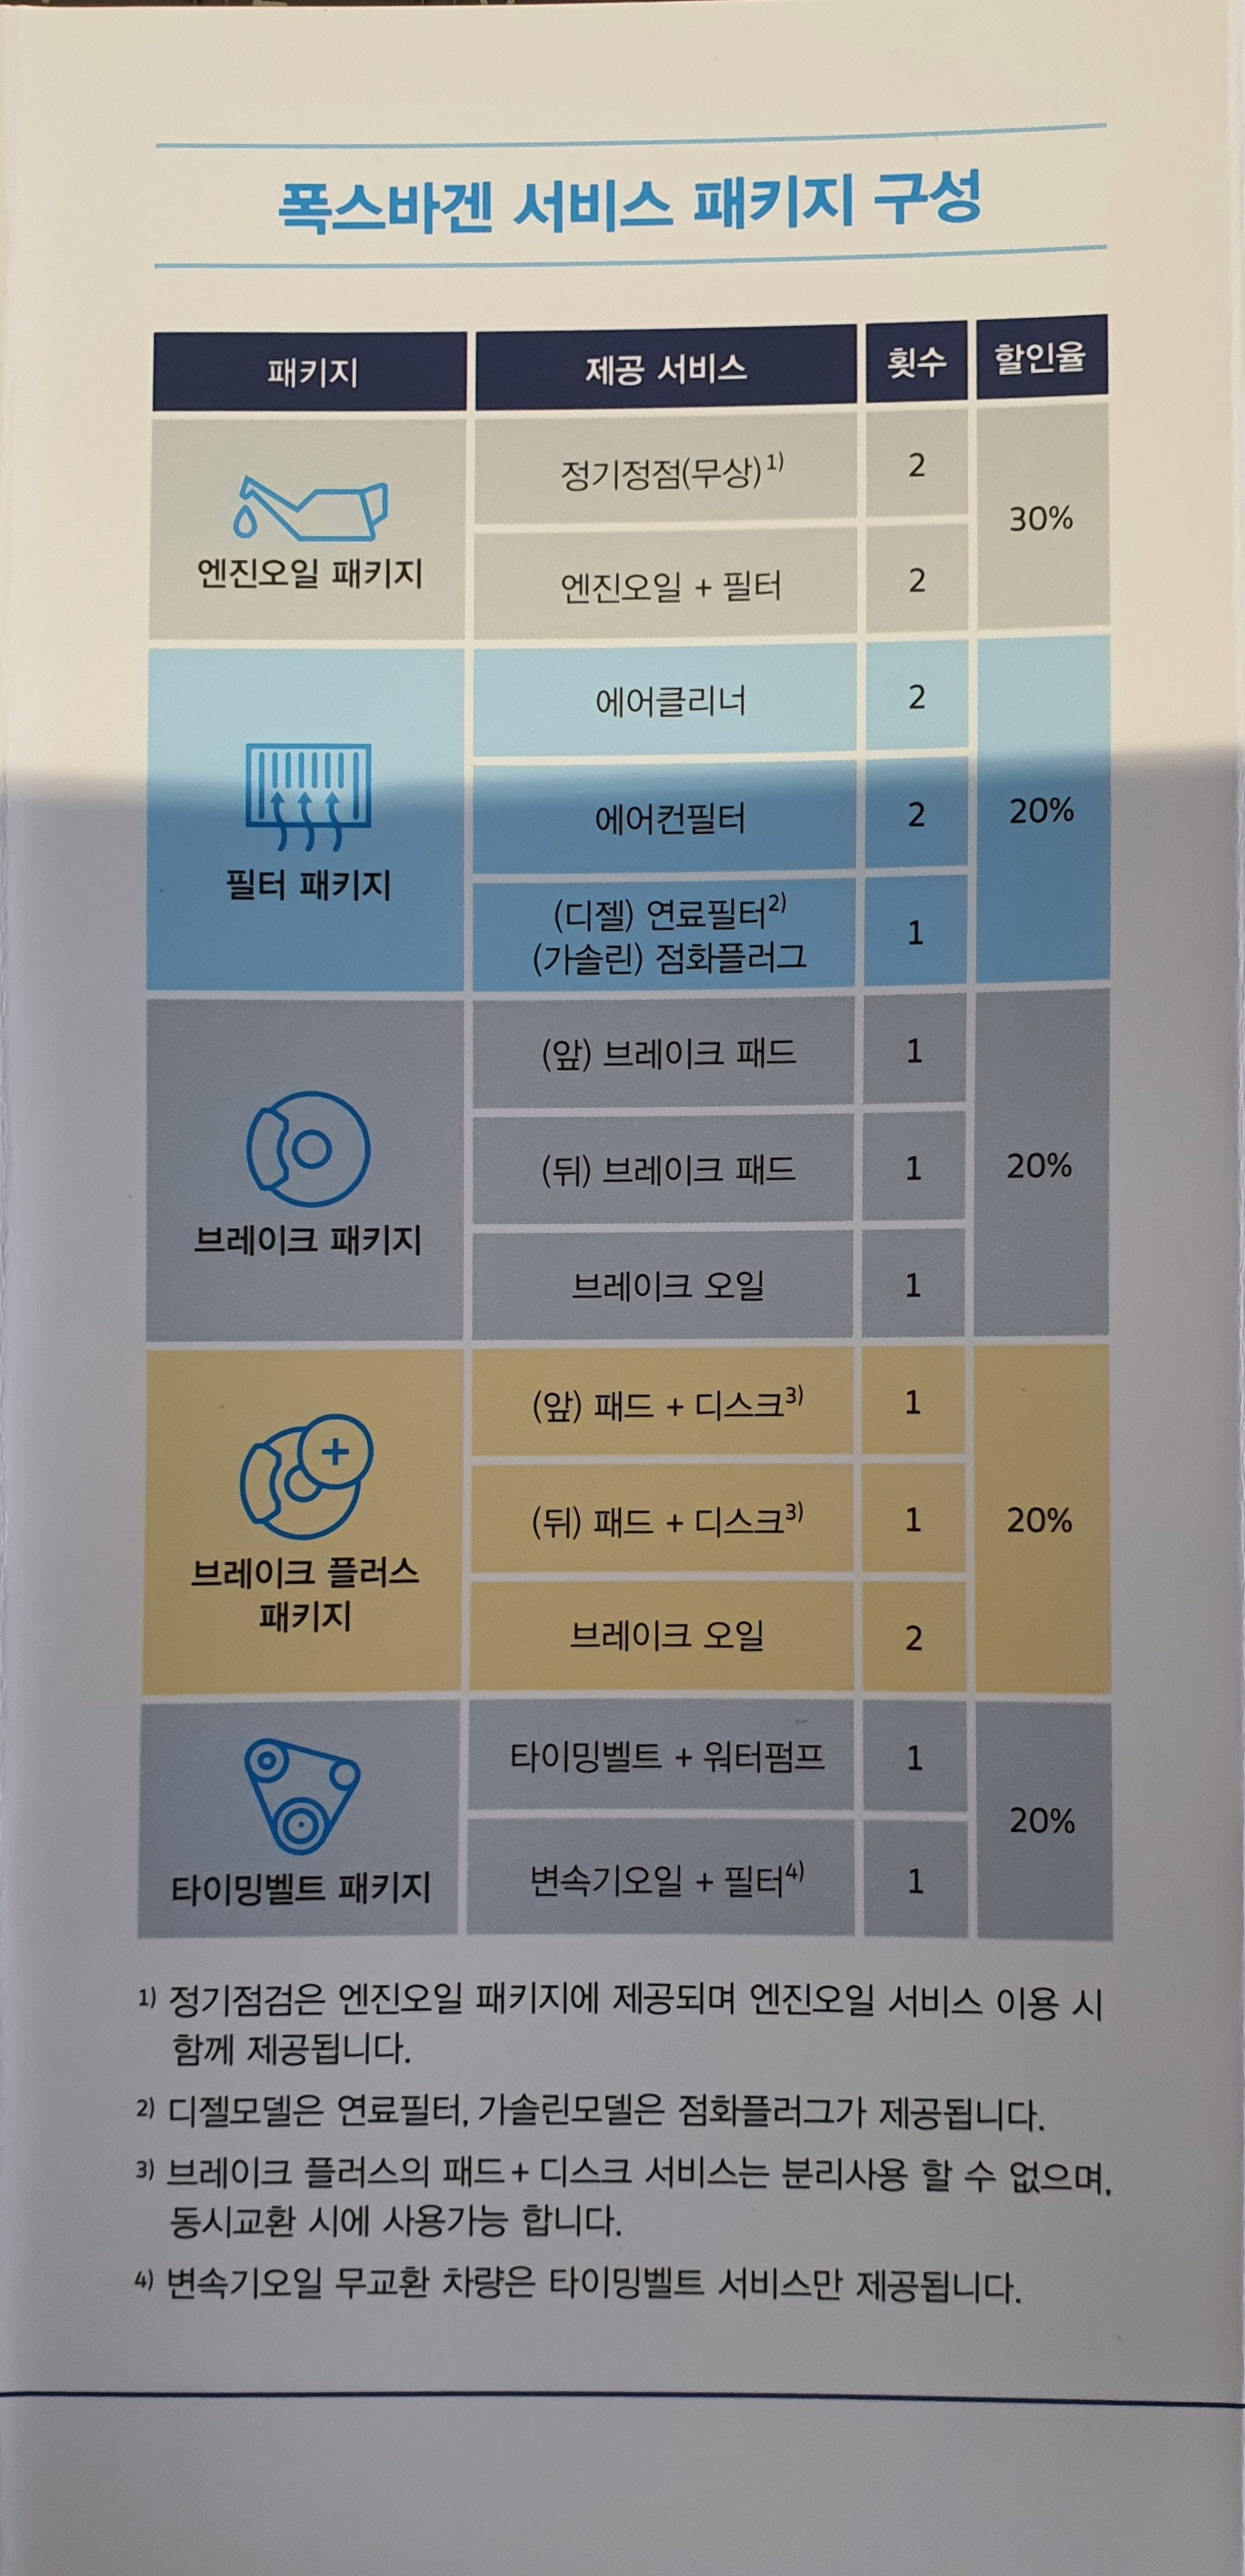 폭스바겐 서비스 패키지 구성
패키지 제공 서비스 횟수 할인율
엔진오일 패키지
정기정점(무상)1) 2
엔진오일 + 필터 2
30%
필터 패키지
에어클리너 2
에어컨필터 2
(디젤) 연료필터2)
(가솔린) 점화플러그
1
20%
브레이크 패키지
(앞) 브레이크 패드 1
(뒤) 브레이크 패드 1
브레이크 오일 1
20%
브레이크 플러스
패키지
(앞) 패드 + 디스크3) 1
(뒤) 패드 + 디스크3) 1
브레이크 오일 2
20%
타이밍벨트 패키지
타이밍벨트 + 워터펌프 1
변속기오일 + 필터4) 1
20%
1) 정기점검은 엔진오일 패키지에 제공되며 엔진오일 서비스 이용 시
함께 제공됩니다.
2) 디젤모델은 연료필터, 가솔린모델은 점화플러그가 제공됩니다.
3) 브레이크 플러스의 패드+ 디스크 서비스는 분리사용 할 수 없으며,
동시교환 시에 사용가능 합니다.
4) 변속기오일 무교환 차량은 타이밍벨트 서비스만 제공됩니다.